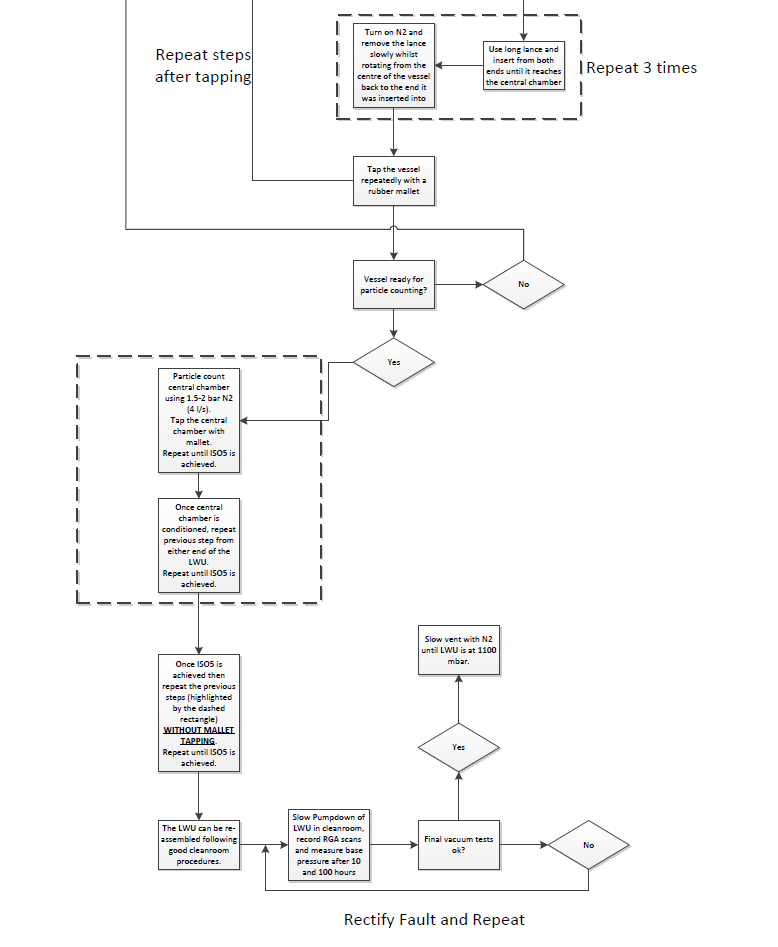 Turn on N2 and
remove the lance
slowly whilst
rotating from the
centre of the vessel
back to the end it
was inserted into
Use long lance and
insert from both
ends until it reaches
the central chamber
Repeat 3 times
Repeat steps
after tapping
Tap the vessel
repeatedly with a
rubber mallet
Vessel ready for
particle counting?
No
Yes
Particle count
central chamber
using 1.5-2 bar N2
(4 l/s).
Tap the central
chamber with
mallet.
Repeat until ISO5 is
achieved.
Once central
chamber is
conditioned, repeat
previous step from
either end of the
LWU.
Repeat until ISO5 is
achieved.
Once ISO5 is
achieved then
repeat the previous
steps (highlighted
by the dashed
rectangle)
WITHOUT MALLET
TAPPING.
Repeat until ISO5 is
achieved.
Slow vent with N2
until LWU is at 1100
mbar.
Yes
The LWU can be re-
assembled following
good cleanroom
procedures.
Slow Pumpdown of
LWU in cleanroom,
record RGA scans
and measure base
pressure after 10
and 100 hours
Final vacuum tests
ok?
No
Rectify Fault and Repeat